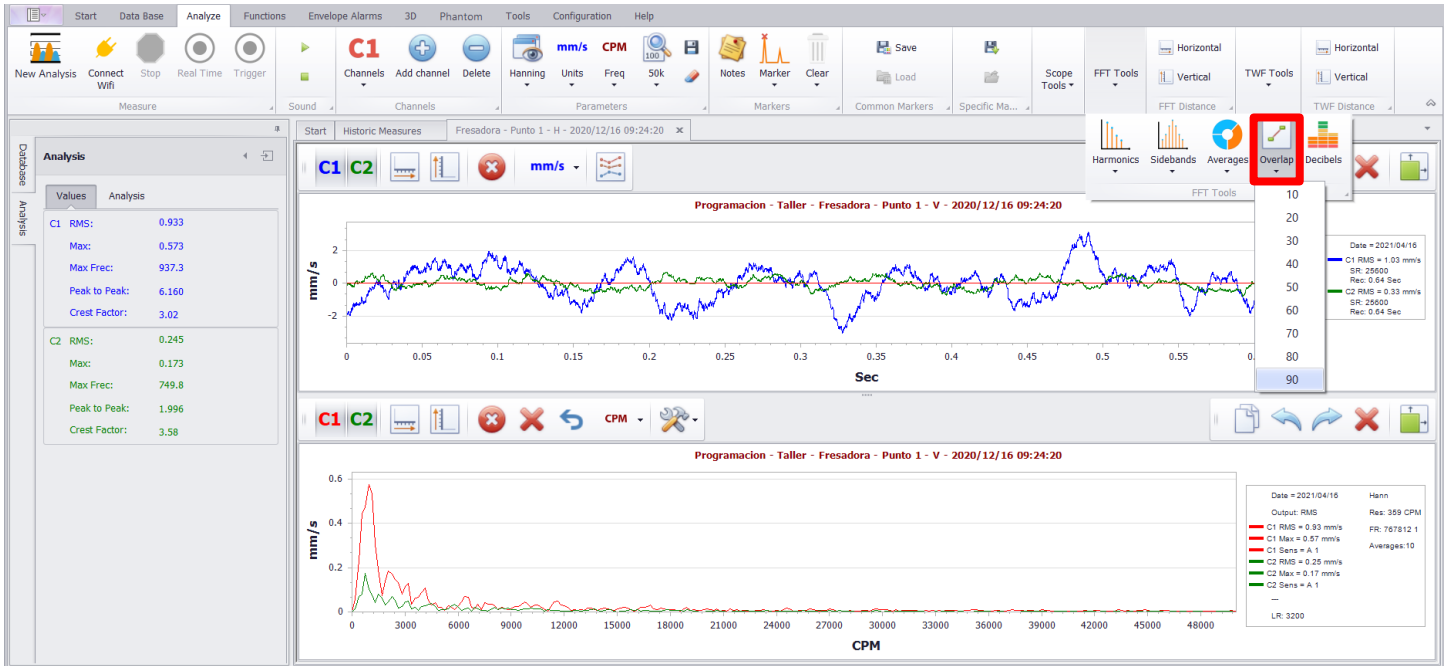 Start Data Base Analyze Functions Envelope Alarms 3D Phantom Tools Configuration Help
New Analysis Connect Wifi Stop Real Time Trigger
Measure
Sound
C1 Channels Add channel Delete
Channels
Hanning mm/s Units CPM Freq 100 50k
Parameters
Notes Marker Clear
Markers
Save
Load
Common Markers
Specific Ma...
Scope Tools
FFT Tools
Horizontal
Vertical
FFT Distance
TWF Tools
Horizontal
Vertical
TWF Distance
Harmonics Sidebands Averages Overlap Decibels
FFT Tools
10
20
30
40
50
60
70
80
90
Database
Analysis
Analysis
Values Analysis
C1 RMS: 0.933
Max: 0.573
Max Frec: 937.3
Peak to Peak: 6.160
Crest Factor: 3.02
C2 RMS: 0.245
Max: 0.173
Max Frec: 749.8
Peak to Peak: 1.996
Crest Factor: 3.58
Start Historic Measures Fresadora - Punto 1 - H - 2020/12/16 09:24:20
C1 C2 mm/s
Programacion - Taller - Fresadora - Punto 1 - V - 2020/12/16 09:24:20
mm/s
2
0
-2
0 0.05 0.1 0.15 0.2 0.25 0.3 0.35 0.4 0.45 0.5 0.55
Sec
Date = 2021/04/16
C1 RMS = 1.03 mm/s
SR: 25600
Rec: 0.64 Sec
C2 RMS = 0.33 mm/s
SR: 25600
Rec: 0.64 Sec
C1 C2 CPM
Programacion - Taller - Fresadora - Punto 1 - V - 2020/12/16 09:24:20
mm/s
0.6
0.4
0.2
0
0 3000 6000 9000 12000 15000 18000 21000 24000 27000 30000 33000 36000 39000 42000 45000 48000
CPM
Date = 2021/04/16 Hann
Output: RMS Res: 359 CPM
C1 RMS = 0.93 mm/s FR: 767812 1
C1 Max = 0.57 mm/s
C1 Sens = A 1 Averages:10
C2 RMS = 0.25 mm/s
C2 Max = 0.17 mm/s
C2 Sens = A 1
---
LR: 3200